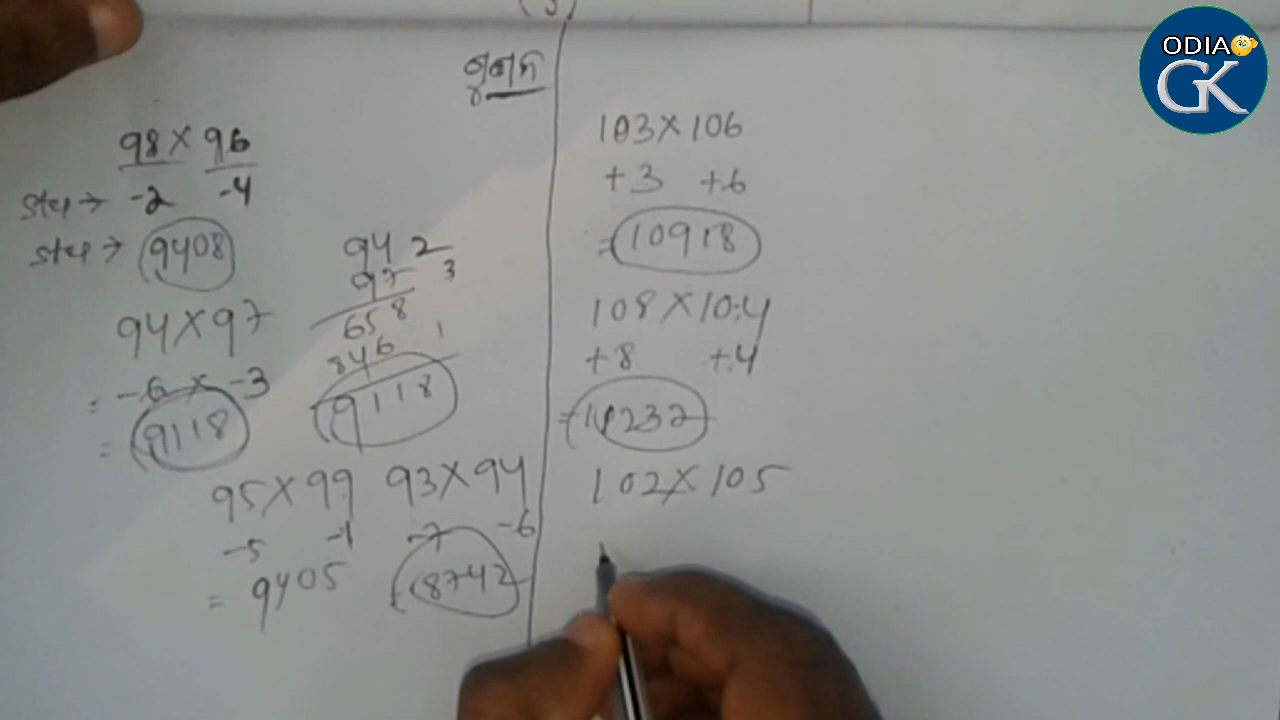 ଗୁଣନ
98 X 96
step → -2 -4
step → 9408
94 X 97
= -6 x -3
= 9118
94 2
97 3
658
846 1
9118
95 X 99
-5 -1
= 9405
93 X 94
-7 -6
= 8742
103 X 106
+3 +6
= 10918
108 X 104
+8 +4
= 11232
102 X 105
ODIA
GK